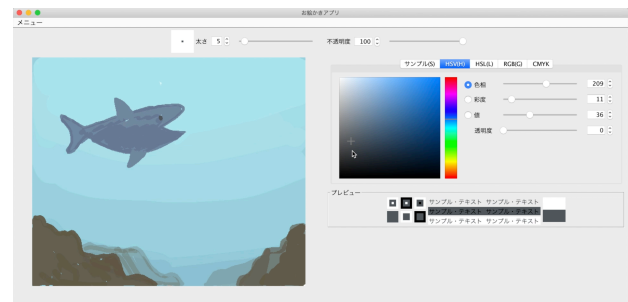 お絵かきアプリ
メニュー
太さ 5 不透明度 100
サンプル(S) HSV(H) HSL(L) RGB(G) CMYK
色相 209
彩度 11
値 36
透明度 0
プレビュー
サンプル・テキスト サンプル・テキスト
サンプル・テキスト サンプル・テキスト
サンプル・テキスト サンプル・テキスト